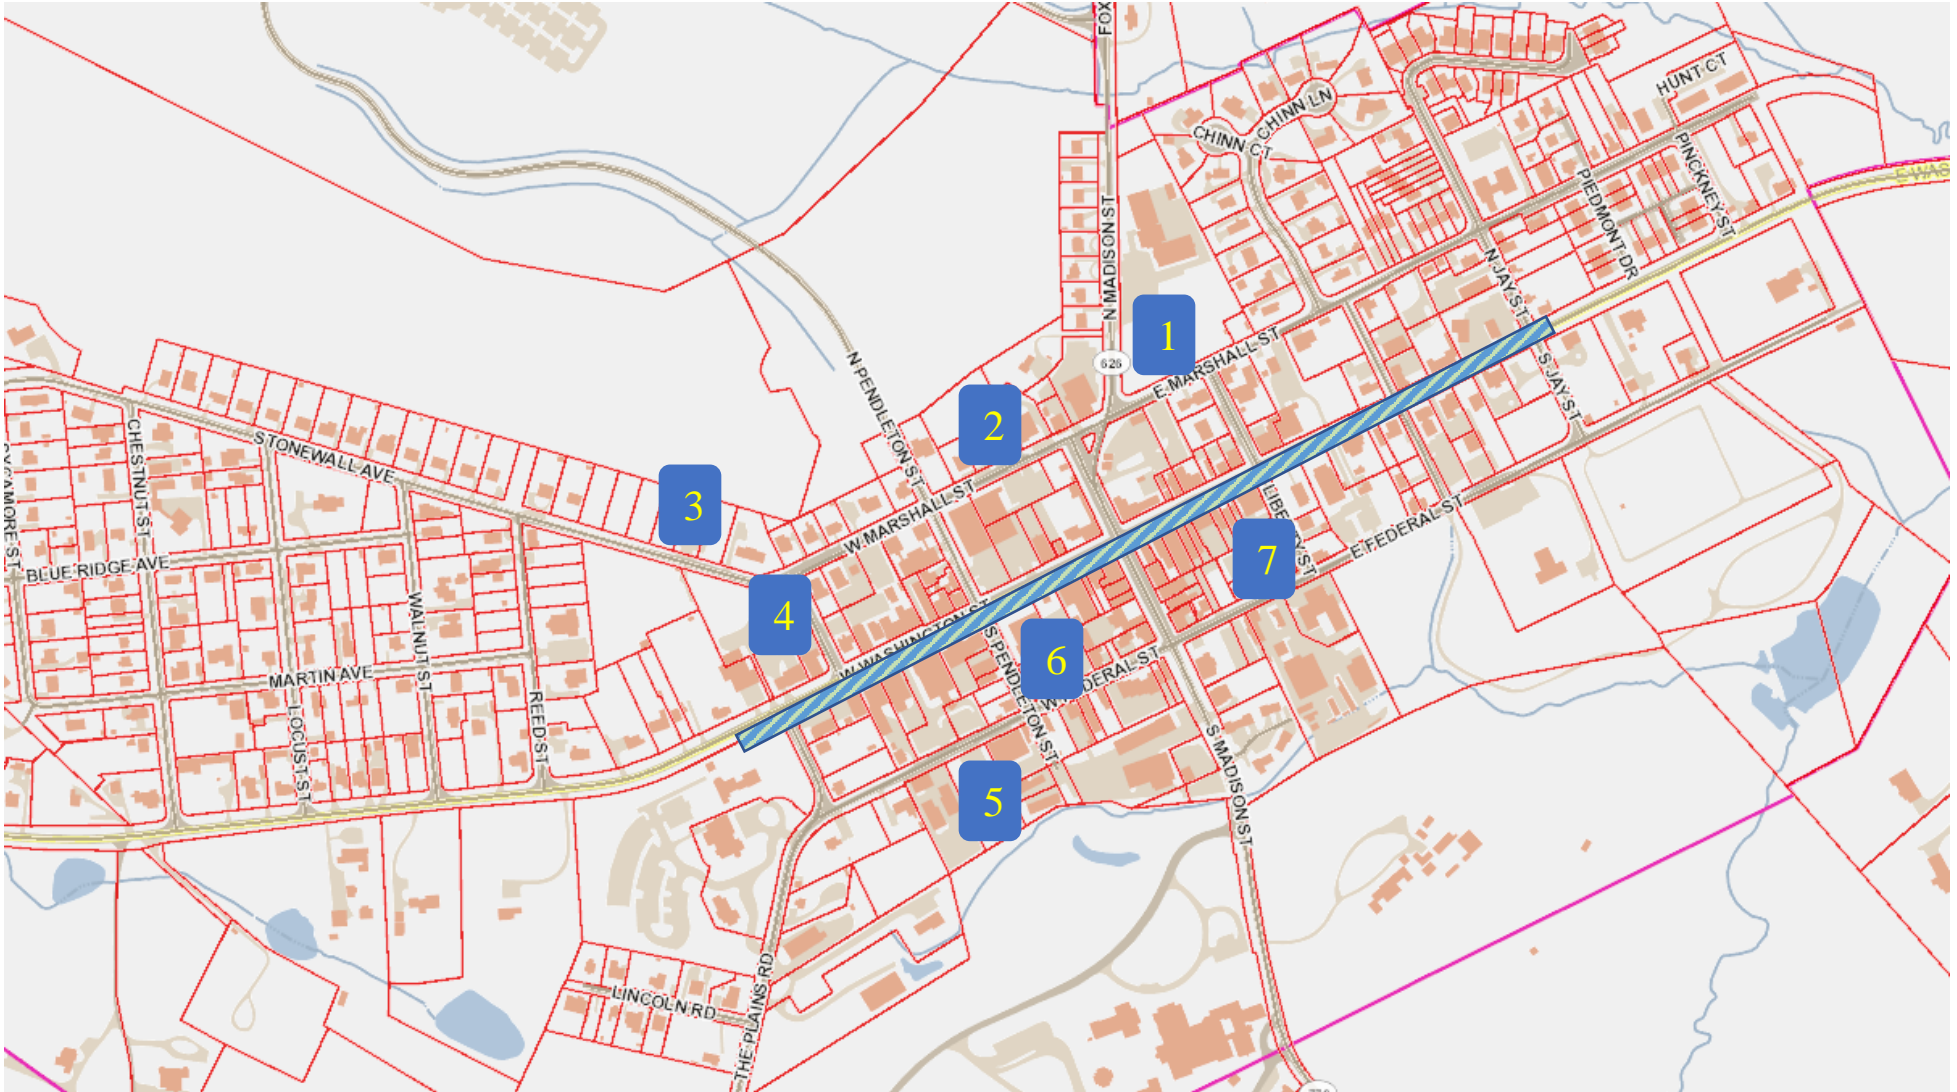 FOX
HUNT CT
CHINN LN
CHINN CT
PINCKNEY ST
PIEDMONT DR
E WAS
N MADISON ST
N JAY ST
1
626
E MARSHALL ST
N PENDLETON ST
S JAY ST
2
CHESTNUT ST
STONEWALL AVE
3
W MARSHALL ST
LIBERTY ST
E FEDERAL ST
7
BLUE RIDGE AVE
4
WALNUT ST
W WASHINGTON ST
6
S PENDLETON ST
MARTIN AVE
REED ST
LOCUST ST
5
S MADISON ST
LINCOLN RD
THE PLAINS RD